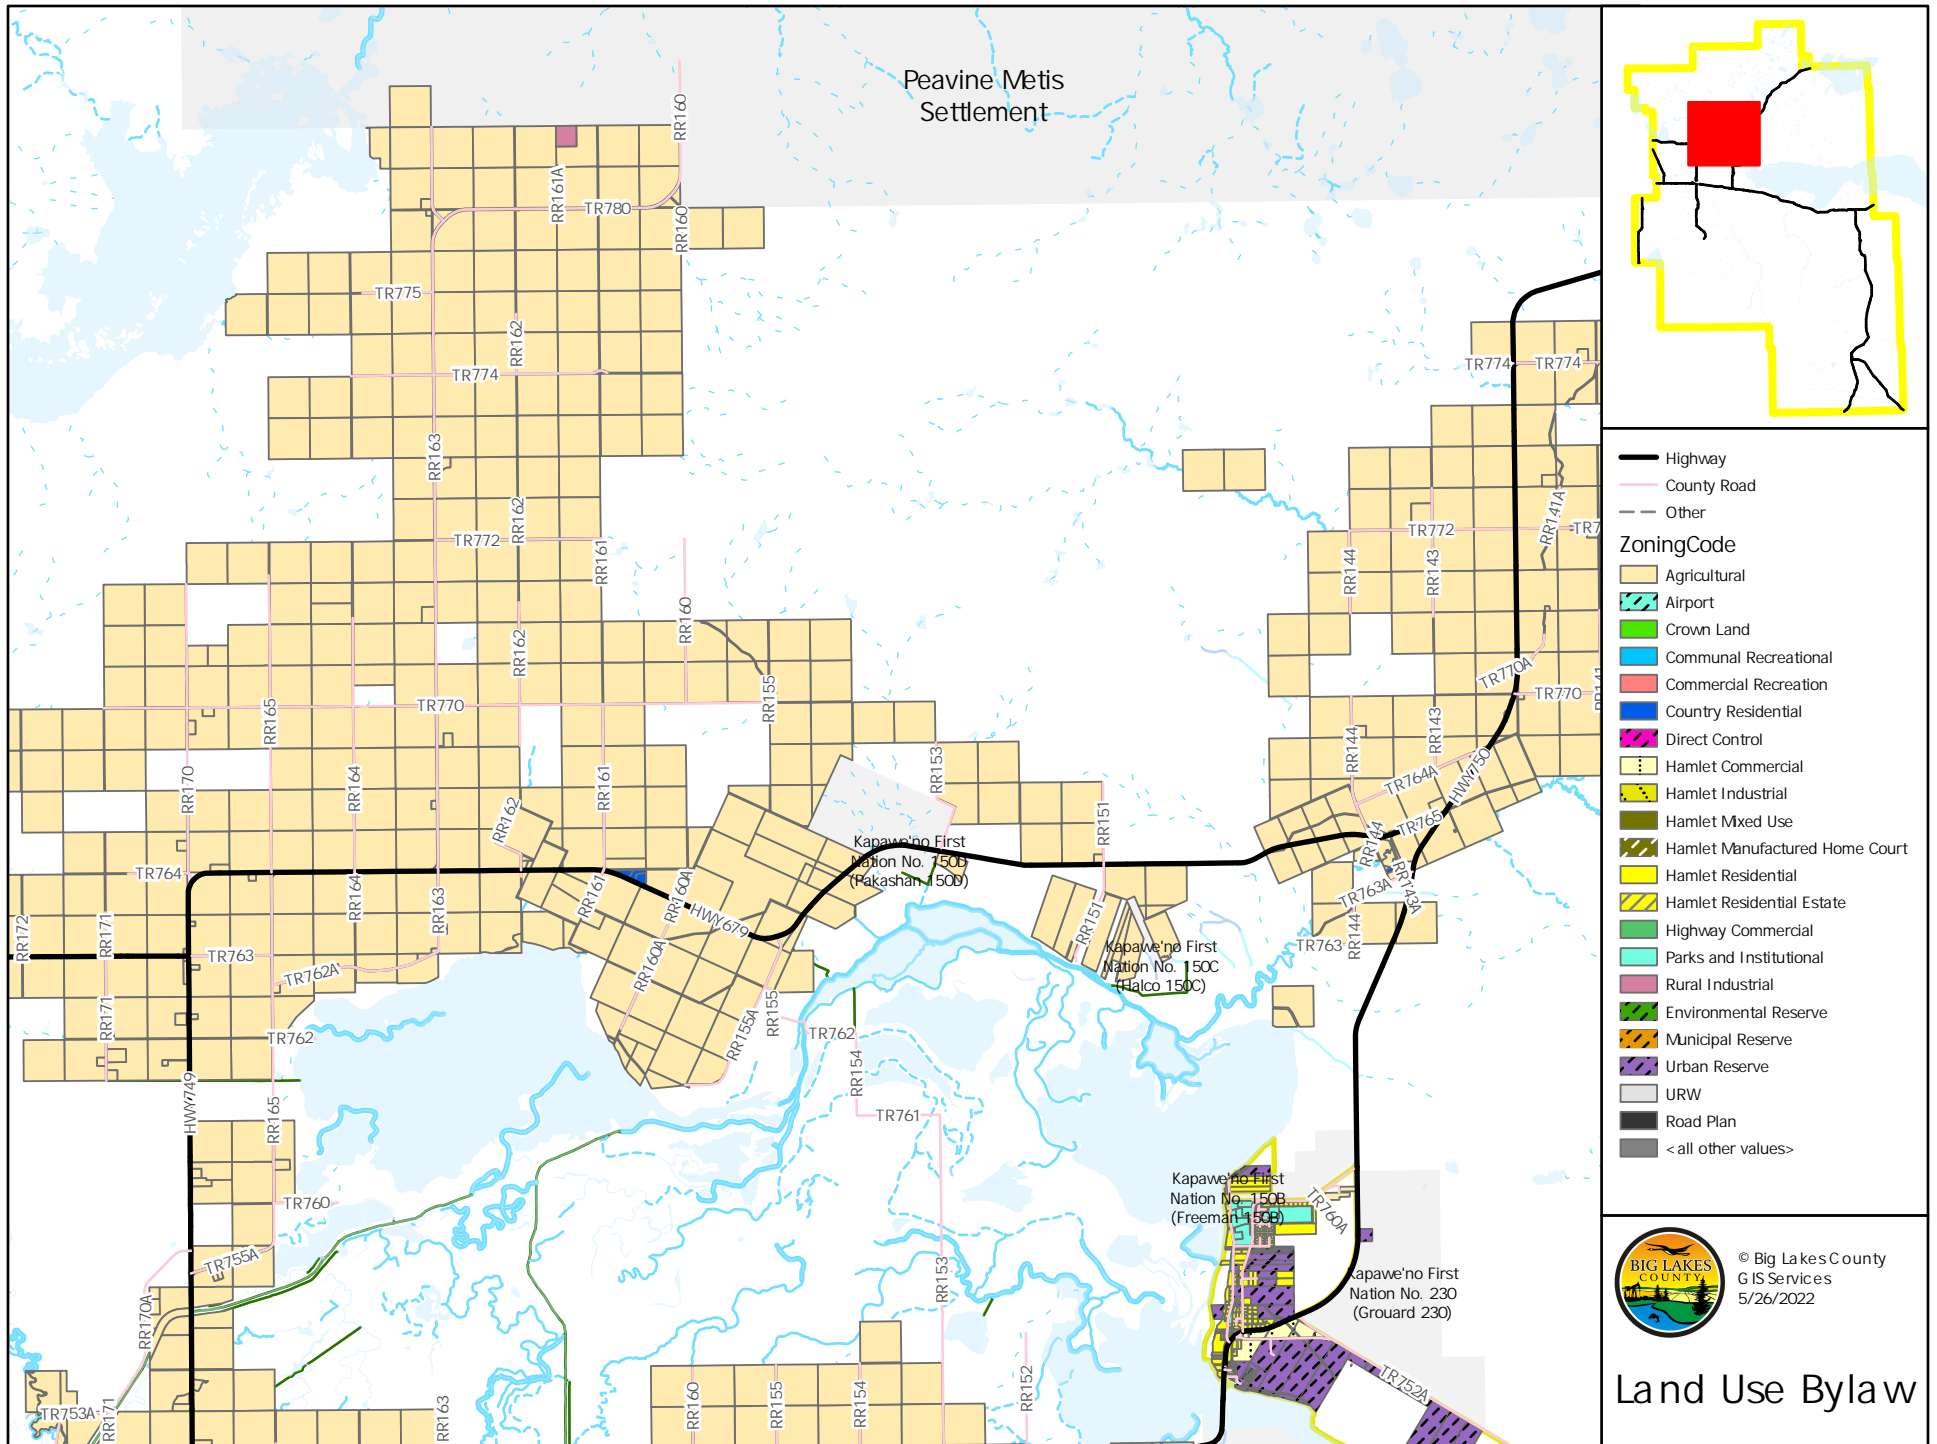 Peavine Metis
Settlement
RR160
RR161A
TR780
RR160
TR775
RR162
TR774
TR774
TR774
RR163
RR162
RR141A
TR772
TR772
TR7
RR161
RR144
RR143
RR160
RR162
TR770A
RR155
TR770
TR770
RR141
RR165
RR144
RR143
RR153
HWY750
RR170
RR164
RR161
TR764A
RR162
RR151
TR765
RR144
Kapawe'no First
Nation No. 150D
(Pakashan 150D)
TR764
RR164
RR161
RR160A
RR163
TR763A
RR143A
HWY679
RR172
RR171
RR151
RR144
TR763
TR763
Kapawe'no First
Nation No. 150C
(Halco 150C)
TR762A
RR160A
RR155
RR171
RR155A
TR762
TR762
RR154
HWY749
RR165
TR761
Kapawe'no First
Nation No. 150B
(Freeman 150B)
TR760
TR760A
TR755A
RR153
Kapawe'no First
Nation No. 230
(Grouard 230)
RR170A
TR752A
RR160
RR155
RR154
RR152
TR753A
RR171
RR163
Highway
County Road
Other
ZoningCode
Agricultural
Airport
Crown Land
Communal Recreational
Commercial Recreation
Country Residential
Direct Control
Hamlet Commercial
Hamlet Industrial
Hamlet Mixed Use
Hamlet Manufactured Home Court
Hamlet Residential
Hamlet Residential Estate
Highway Commercial
Parks and Institutional
Rural Industrial
Environmental Reserve
Municipal Reserve
Urban Reserve
URW
Road Plan
<all other values>
BIG LAKES
COUNTY
© Big Lakes County
GIS Services
5/26/2022
Land Use Bylaw